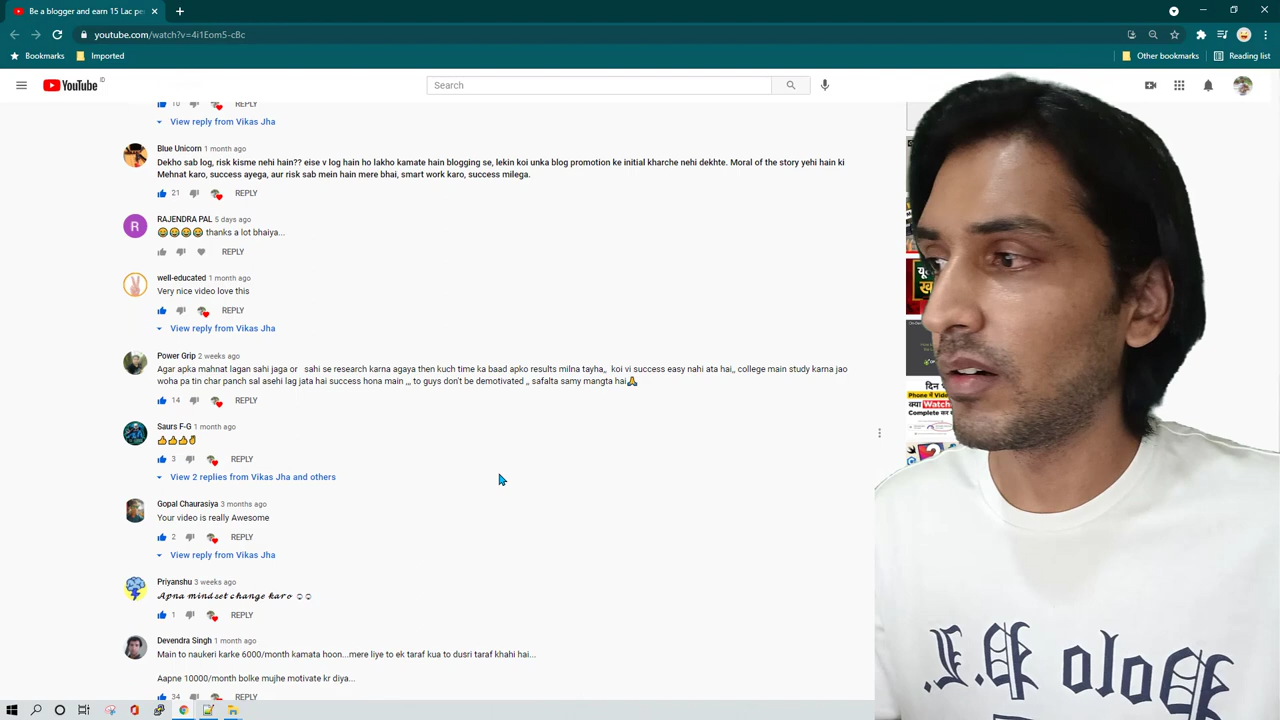 Be a blogger and earn 15 Lac pe
youtube.com/watch?v=4i1Eom5-cBc
Bookmarks
Imported
Other bookmarks
Reading list
YouTube ID
Search
10
REPLY
View reply from Vikas Jha
Blue Unicorn 1 month ago
Dekho sab log, risk kisme nehi hain?? eise v log hain ho lakho kamate hain blogging se, lekin koi unka blog promotion ke initial kharche nehi dekhte. Moral of the story yehi hain ki
Mehnat karo, success ayega, aur risk sab mein hain mere bhai, smart work karo, success milega.
21
REPLY
RAJENDRA PAL 5 days ago
R
😄😄😄😄 thanks a lot bhaiya...
REPLY
well-educated 1 month ago
Very nice video love this
REPLY
View reply from Vikas Jha
Power Grip 2 weeks ago
Agar apka mahnat lagan sahi jaga or sahi se research karna agaya then kuch time ka baad apko results milna tayha,, koi vi success easy nahi ata hai,, college main study karna jao
woha pa tin char panch sal asehi lag jata hai success hona main ,,, to guys don't be demotivated ,, safalta samy mangta hai🙏
14
REPLY
Saurs F-G 1 month ago
👍👍👍✌
3
REPLY
View 2 replies from Vikas Jha and others
Gopal Chaurasiya 3 months ago
Your video is really Awesome
2
REPLY
View reply from Vikas Jha
Priyanshu 3 weeks ago
𝓐𝓹𝓷𝓪 𝓶𝓲𝓷𝓭𝓼𝓮𝓽 𝓬𝓱𝓪𝓷𝓰𝓮 𝓴𝓪𝓻𝓸
1
REPLY
Devendra Singh 1 month ago
Main to naukeri karke 6000/month kamata hoon...mere liye to ek taraf kua to dusri taraf khahi hai...
Aapne 10000/month bolke mujhe motivate kr diya...
34
REPLY
Phone में Vide
क्या Watch
Complete कर